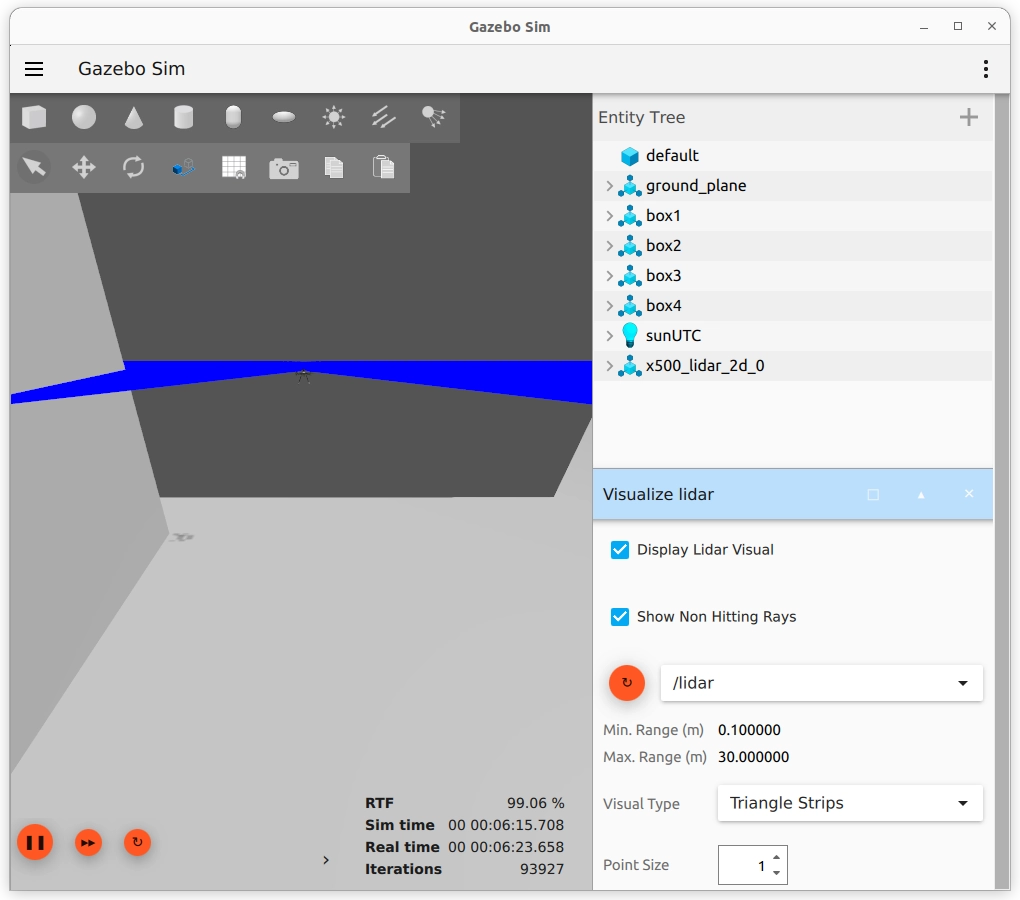 Gazebo Sim
Gazebo Sim
Entity Tree
default
ground_plane
box1
box2
box3
box4
sunUTC
x500_lidar_2d_0
Visualize lidar
Display Lidar Visual
Show Non Hitting Rays
/lidar
Min. Range (m) 0.100000
Max. Range (m) 30.000000
Visual Type Triangle Strips
Point Size 1
RTF 99.06 %
Sim time 00 00:06:15.708
Real time 00 00:06:23.658
Iterations 93927